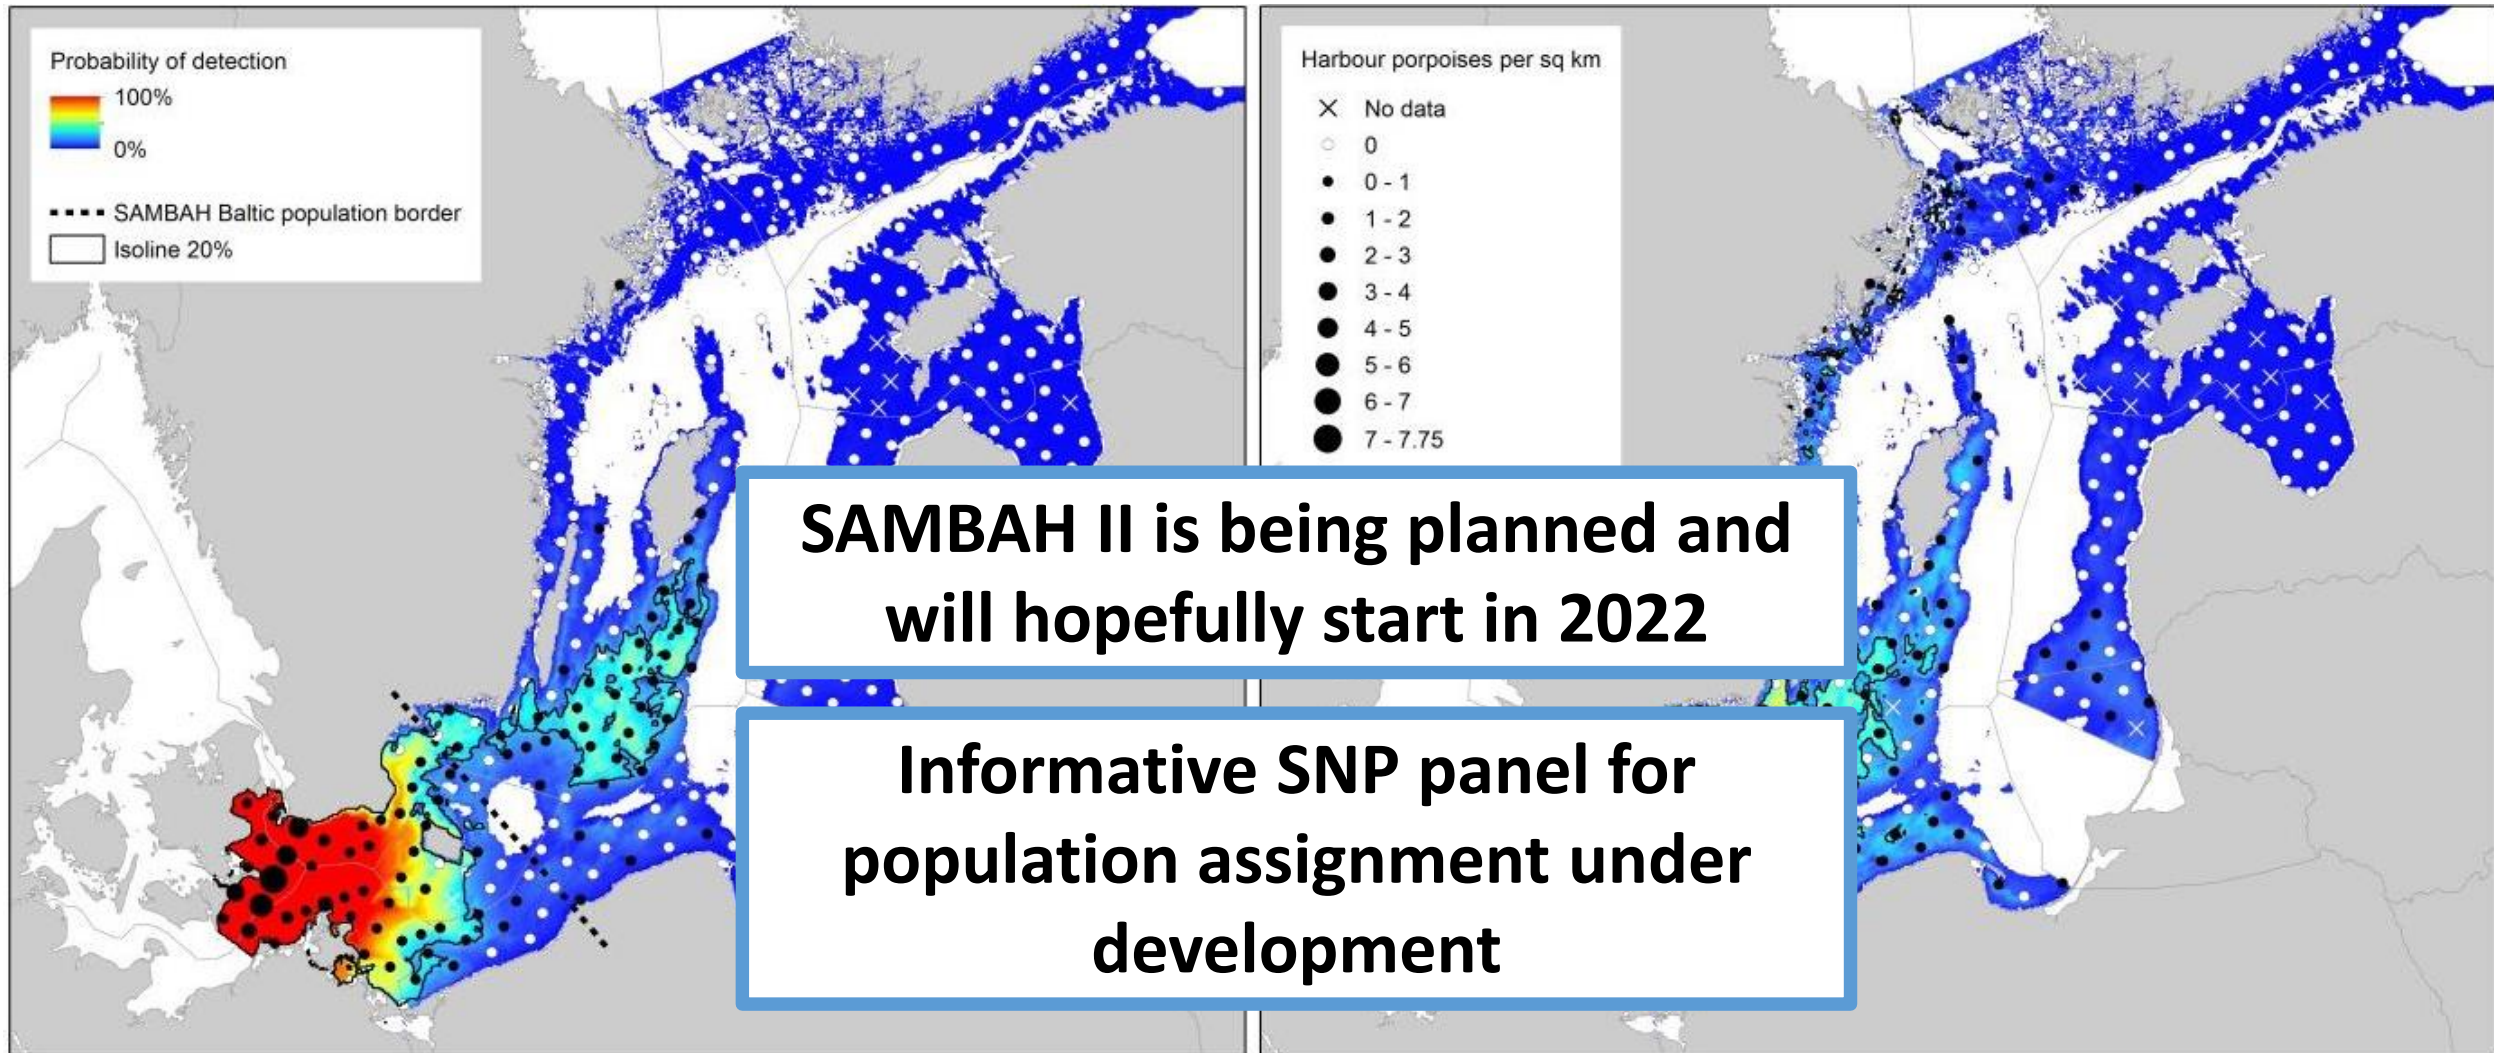 Probability of detection
100%
0%
SAMBAH Baltic population border
Isoline 20%
Harbour porpoises per sq km
No data
0
0 - 1
1 - 2
2 - 3
3 - 4
4 - 5
5 - 6
6 - 7
7 - 7.75
SAMBAH II is being planned and
will hopefully start in 2022
Informative SNP panel for
population assignment under
development